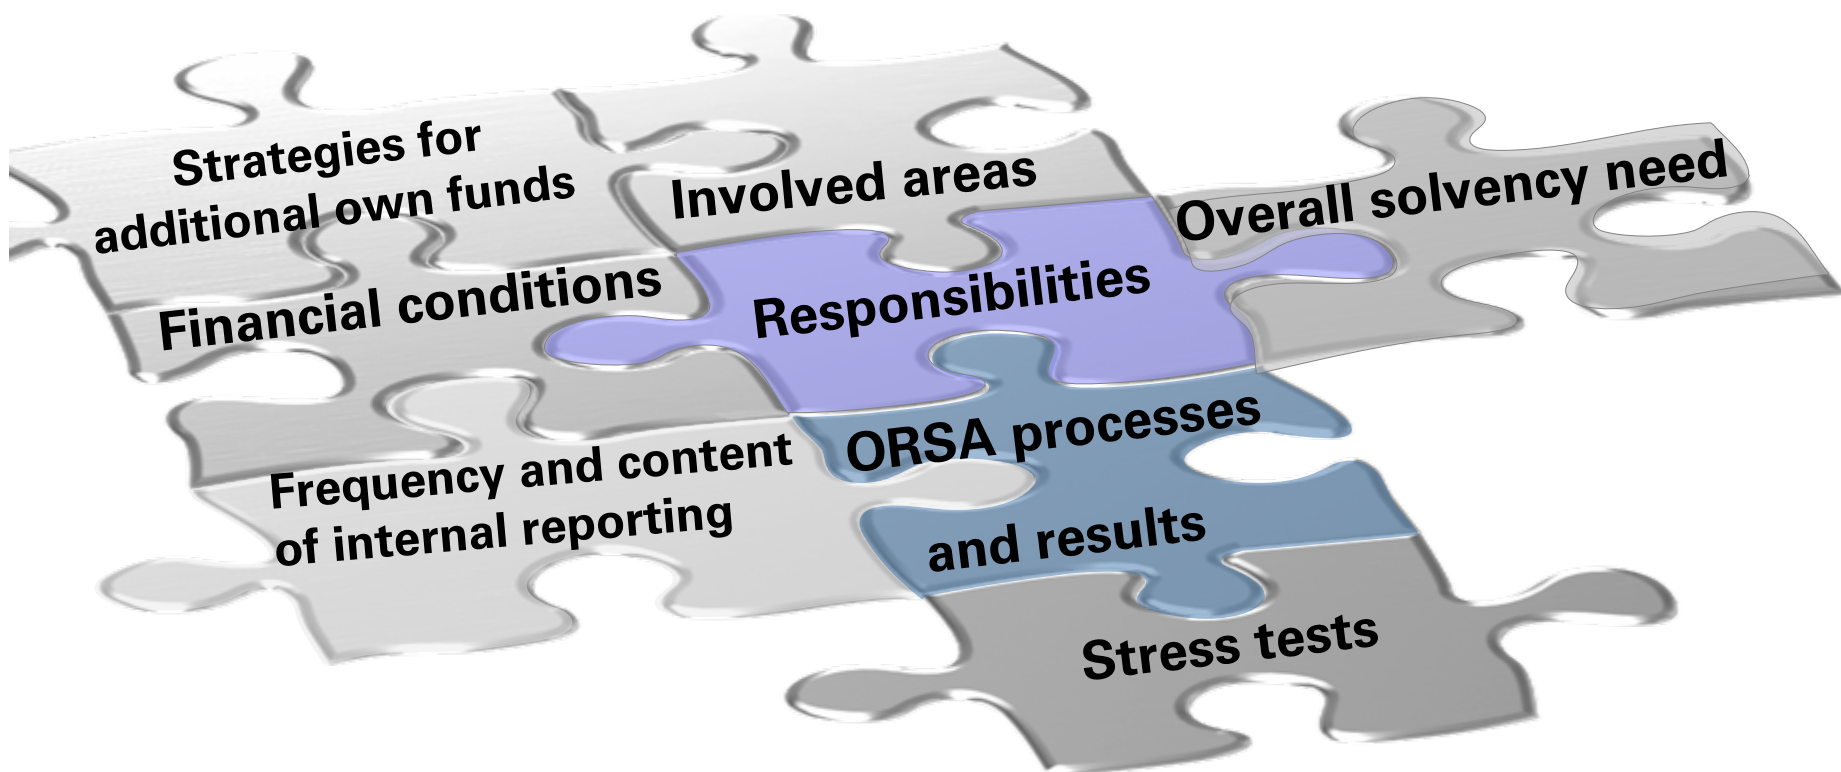 Strategies for
additional own funds
Involved areas
Overall solvency need
Financial conditions
Responsibilities
Frequency and content
of internal reporting
ORSA processes
and results
Stress tests